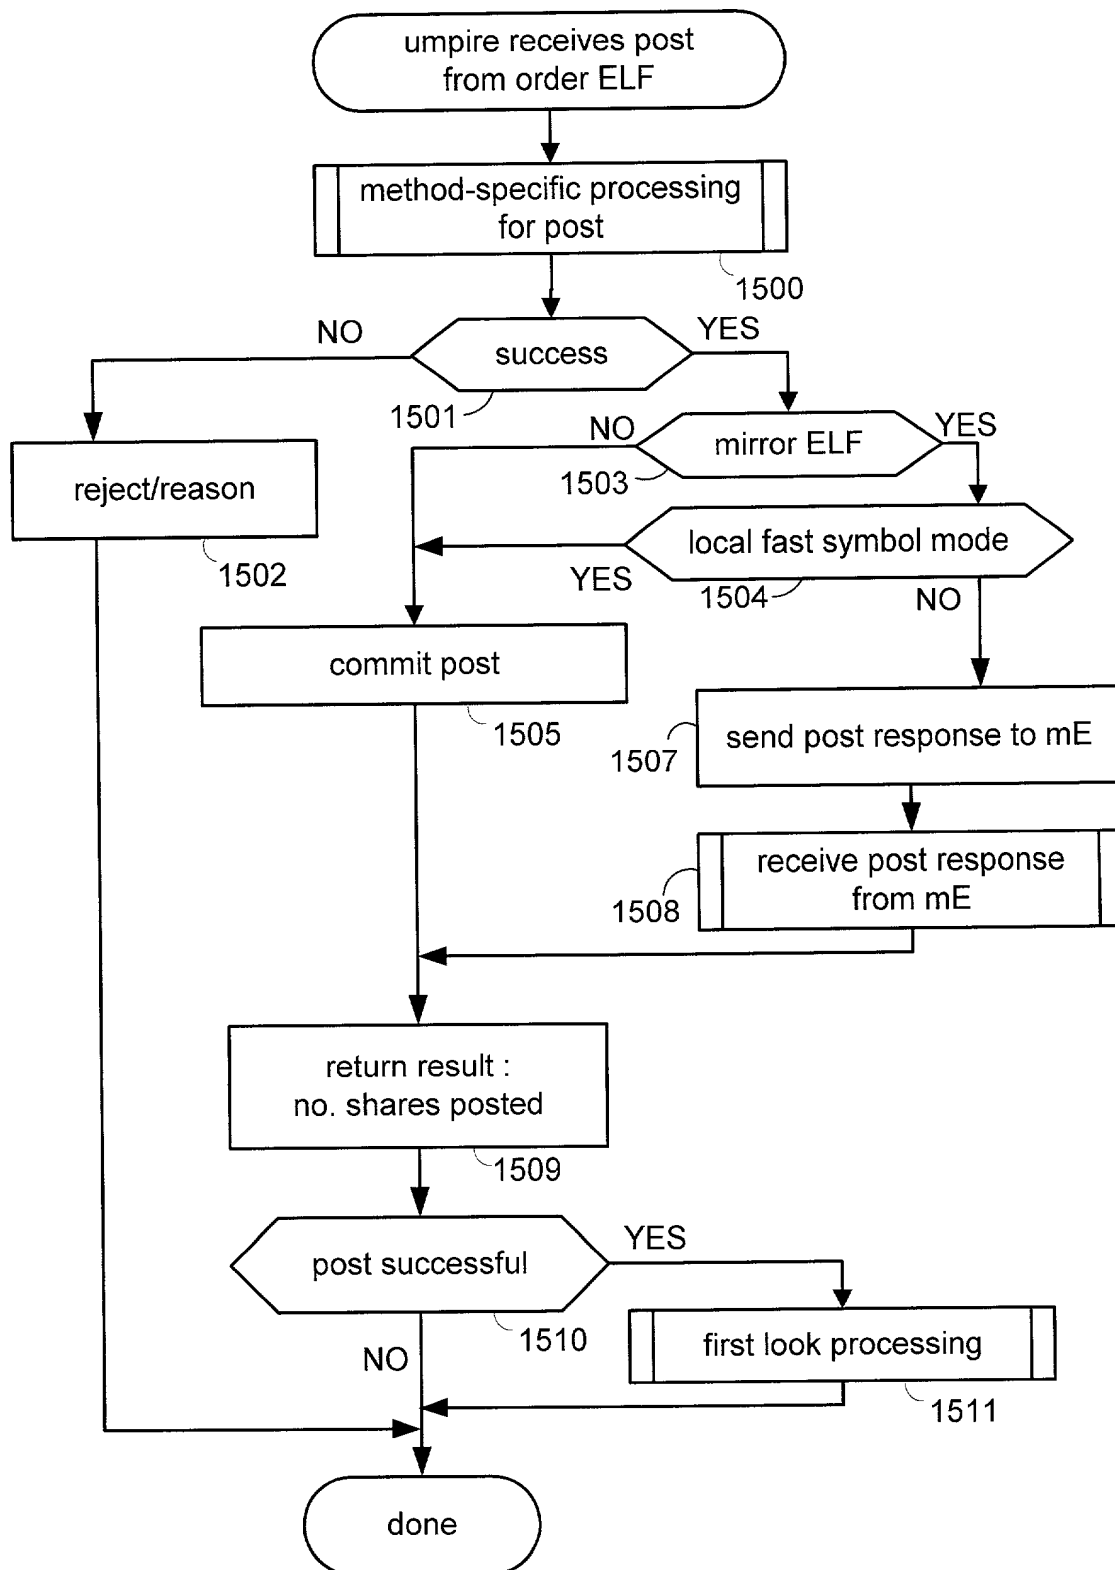 umpire receives post
from order ELF
method-specific processing
for post
1500
NO
YES
success
1501
NO
YES
mirror ELF
1503
reject/reason
1502
local fast symbol mode
YES
1504
NO
commit post
1505
send post response to mE
1507
receive post response
from mE
1508
return result :
no. shares posted
1509
YES
post successful
1510
NO
first look processing
1511
done